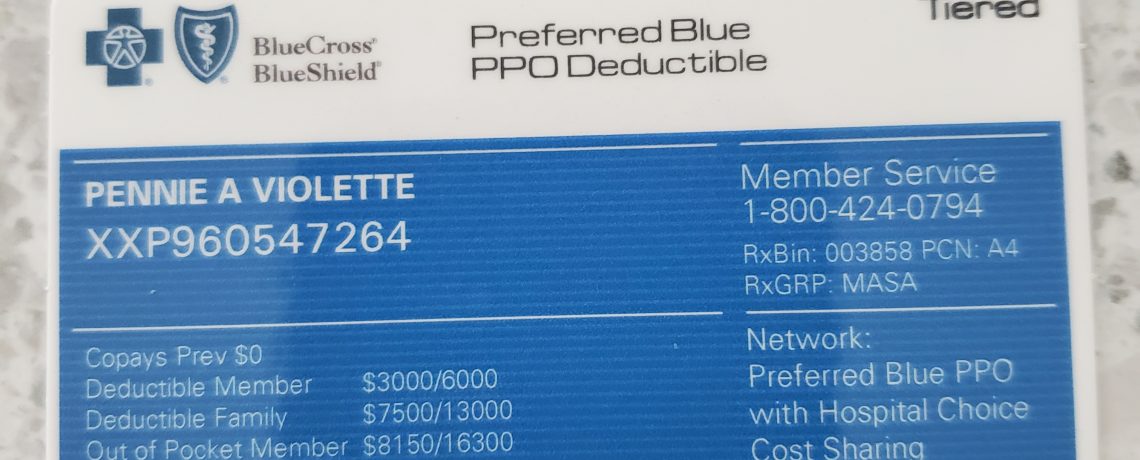 BlueCross®
BlueShield®
Preferred Blue
PPO Deductible
Tiered
PENNIE A VIOLETTE
XXP960547264
Member Service
1-800-424-0794
RxBin: 003858 PCN: A4
RxGRP: MASA
Copays Prev $0
Deductible Member $3000/6000
Deductible Family $7500/13000
Out of Pocket Member $8150/16300
Network:
Preferred Blue PPO
with Hospital Choice
Cost Sharing